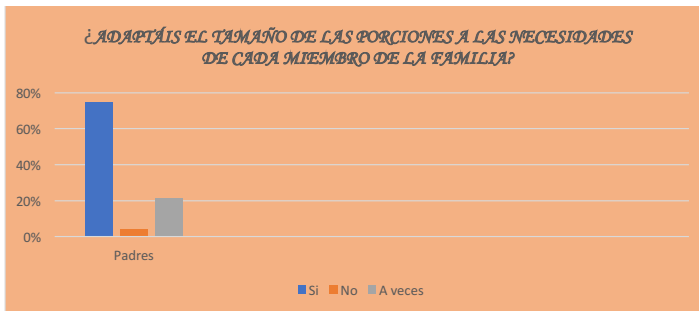 ¿ADAPTÁIS EL TAMAÑO DE LAS PORCIONES A LAS NECESIDADES
DE CADA MIEMBRO DE LA FAMILIA?
80%
60%
40%
20%
0%
Padres
Si No A veces